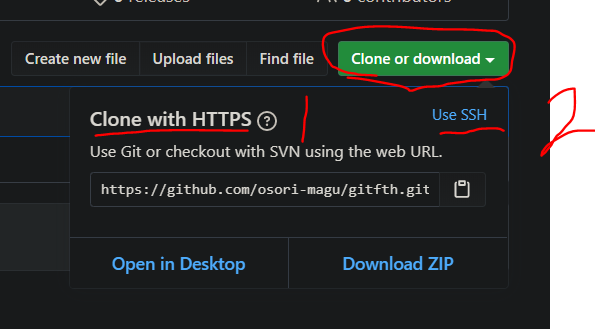 releases
contributors
Create new file Upload files Find file Clone or download
Clone with HTTPS ?
Use SSH
1
2
Use Git or checkout with SVN using the web URL.
https://github.com/osori-magu/gitfth.git
Open in Desktop Download ZIP